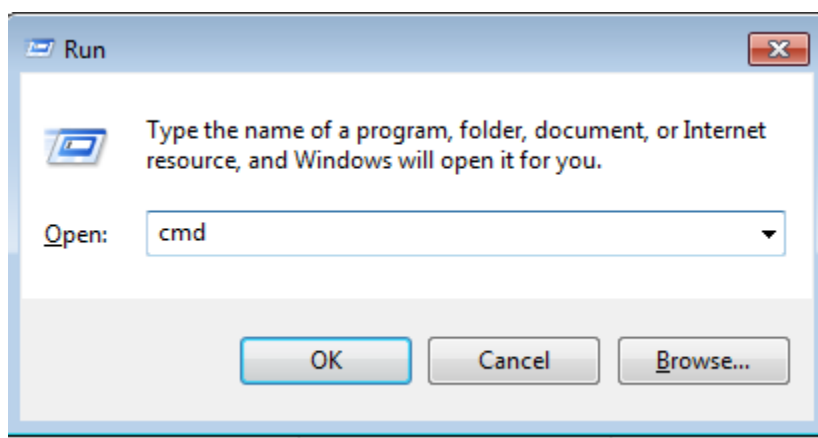 Run
Type the name of a program, folder, document, or Internet
resource, and Windows will open it for you.
Open: cmd
OK Cancel Browse...